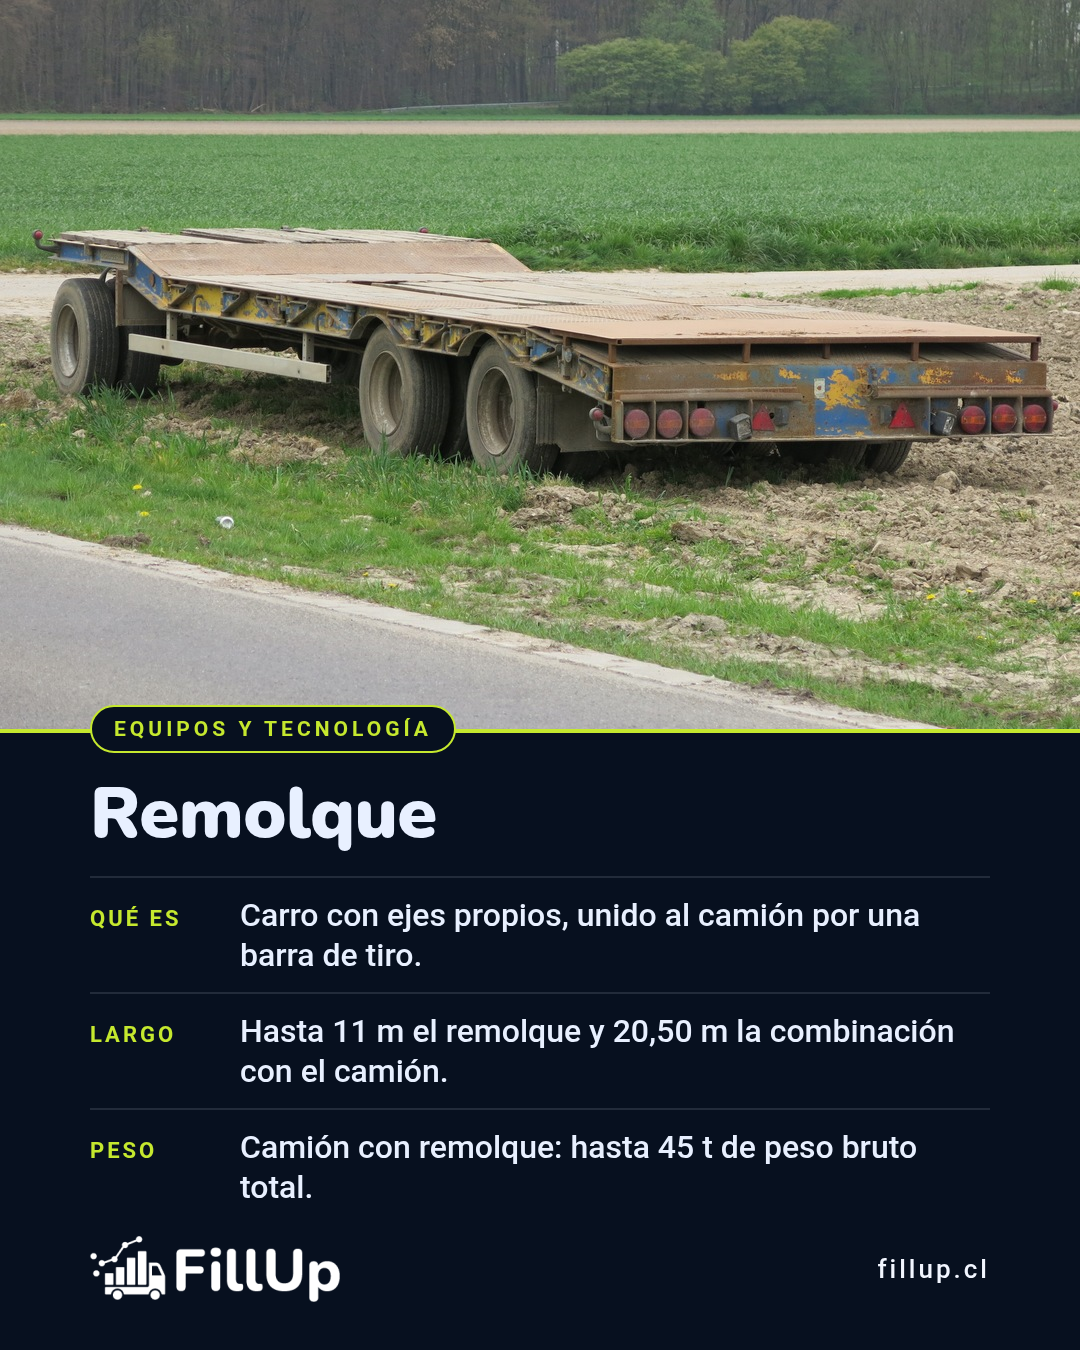 EQUIPOS Y TECNOLOGÍA
Remolque
QUÉ ES
Carro con ejes propios, unido al camión por una
barra de tiro.
LARGO
Hasta 11 m el remolque y 20,50 m la combinación
con el camión.
PESO
Camión con remolque: hasta 45 t de peso bruto
total.
FillUp
fillup.cl